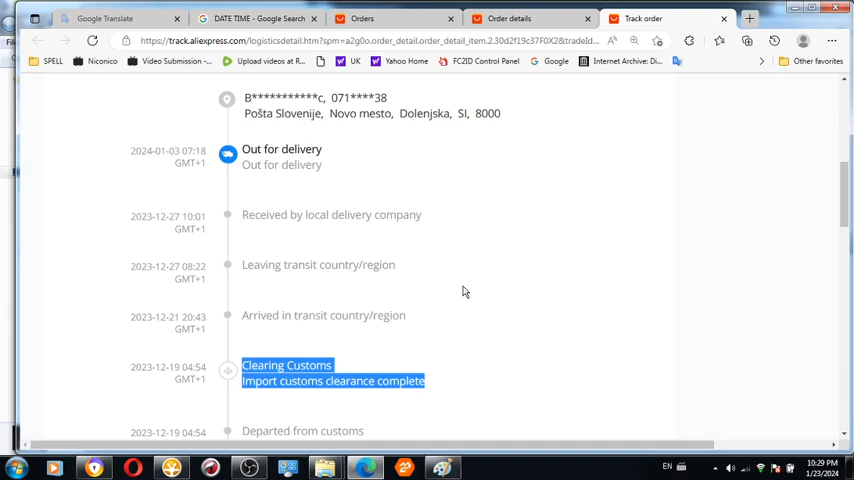 Google Translate
DATE TIME - Google Search
Orders
Order details
Track order
https://track.aliexpress.com/logisticsdetail.htm?spm=a2g0o.order_detail.order_detail_item.2.30d2f19c37F0X2&tradeId...
SPELL
Niconico
Video Submission -...
Upload videos at R...
UK
Yahoo Home
FC2ID Control Panel
Google
Internet Archive: Di...
Other favorites
B***********c, 071****38
Pošta Slovenije, Novo mesto, Dolenjska, SI, 8000
2024-01-03 07:18
GMT+1
Out for delivery
Out for delivery
2023-12-27 10:01
GMT+1
Received by local delivery company
2023-12-27 08:22
GMT+1
Leaving transit country/region
2023-12-21 20:43
GMT+1
Arrived in transit country/region
2023-12-19 04:54
GMT+1
Clearing Customs
Import customs clearance complete
2023-12-19 04:54
Departed from customs
EN
10:29 PM
1/23/2024